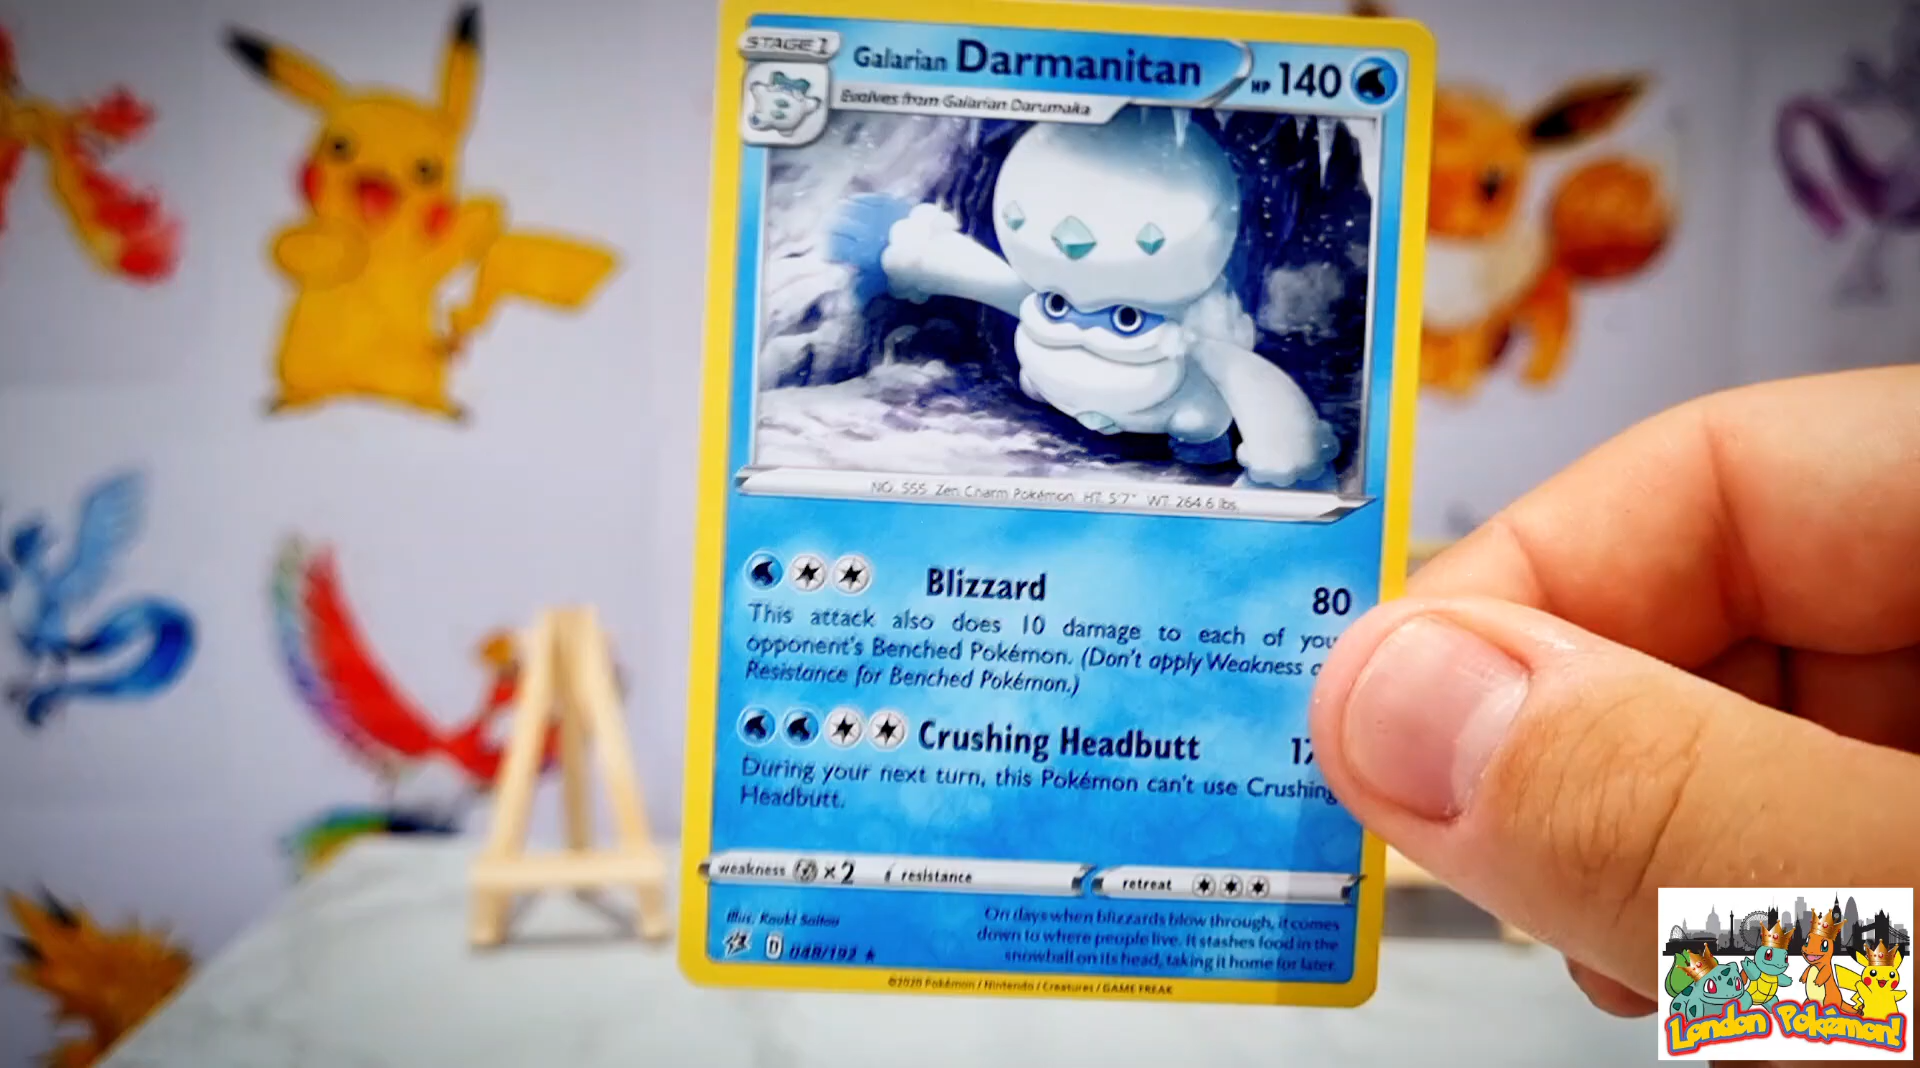 STAGE 1
Galarian Darmanitan
HP 140
Evolves from Galarian Darumaka
NO. 555 Zen Charm Pokémon HT: 5'7" WT: 264.6 lbs.
Blizzard 80
This attack also does 10 damage to each of you
opponent's Benched Pokémon. (Don't apply Weakness
Resistance for Benched Pokémon.)
Crushing Headbutt 17
During your next turn, this Pokémon can't use Crushing
Headbutt.
weakness ×2 resistance retreat
Illus. Kouki Saitou
D 048/192 ★
On days when blizzards blow through, it comes
down to where people live. It stashes food in the
snowball on its head, taking it home for later.
©2020 Pokémon / Nintendo / Creatures / GAME FREAK
London Pokémon!